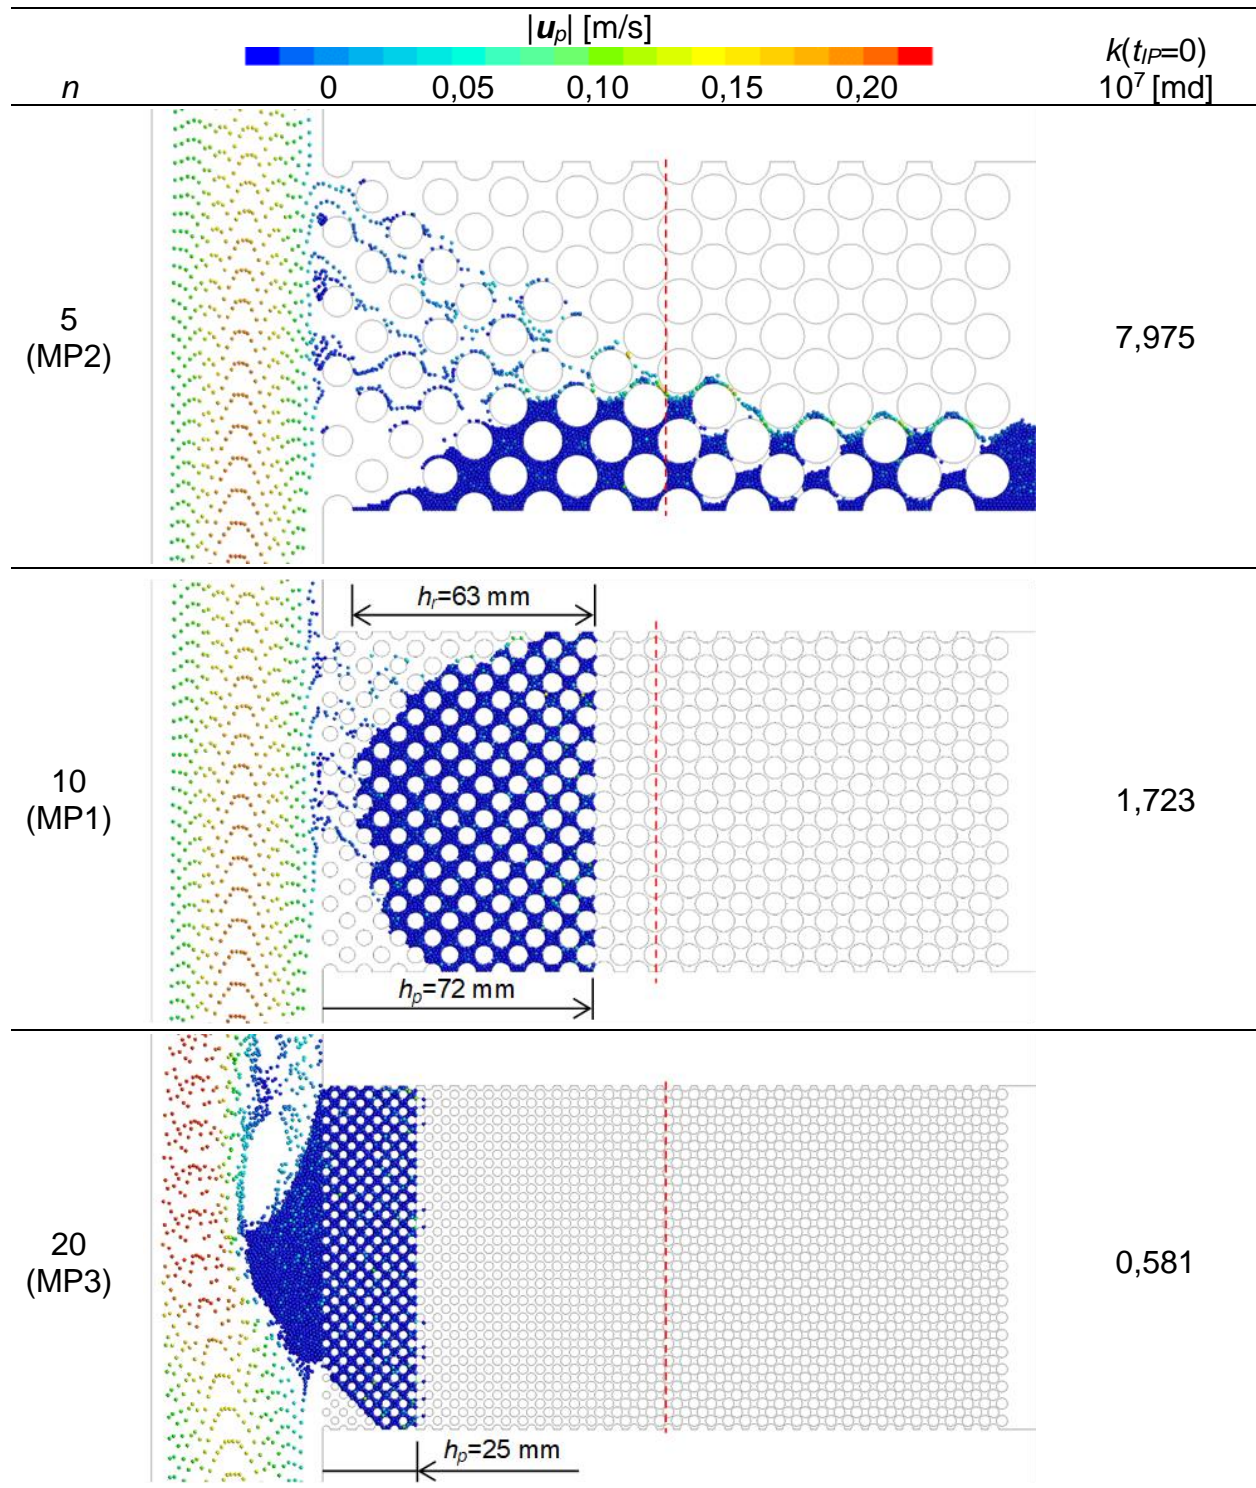 |u_p| [m/s]
n 0 0,05 0,10 0,15 0,20 k(t_IP=0)
10^7 [md]
5
(MP2)
7,975
h_r=63 mm
10
(MP1)
1,723
h_p=72 mm
20
(MP3)
0,581
h_p=25 mm